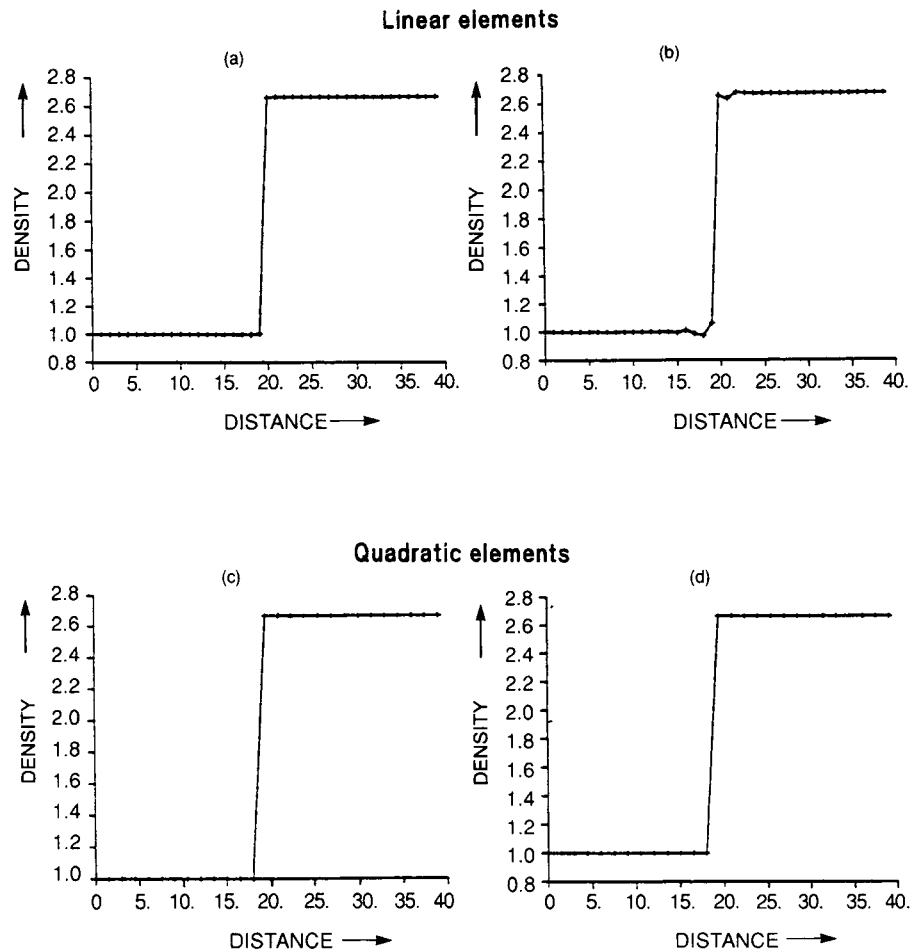 Linear elements
(a)
2.8
2.6
2.4
2.2
2.0
1.8
1.6
1.4
1.2
1.0
0.8
DENSITY
0 5. 10. 15. 20. 25. 30. 35. 40.
DISTANCE
(b)
2.8
2.6
2.4
2.2
2.0
1.8
1.6
1.4
1.2
1.0
0.8
DENSITY
0 5. 10. 15. 20. 25. 30. 35. 40.
DISTANCE
Quadratic elements
(c)
2.8
2.6
2.4
2.2
2.0
1.8
1.6
1.4
1.2
1.0
DENSITY
0 5. 10. 15. 20. 25. 30. 35. 40
DISTANCE
(d)
2.8
2.6
2.4
2.2
2.0
1.8
1.6
1.4
1.2
1.0
0.8
DENSITY
0 5. 10. 15. 20. 25. 30. 35. 40.
DISTANCE